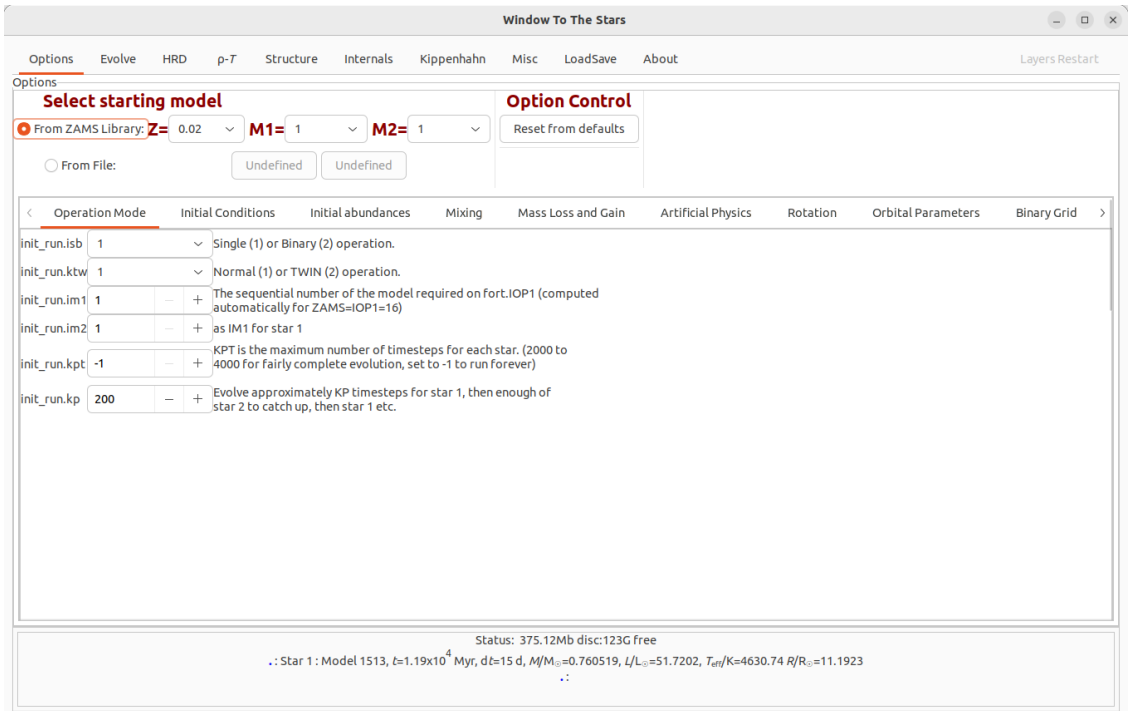 Window To The Stars
Options Evolve HRD ρ-T Structure Internals Kippenhahn Misc LoadSave About Layers Restart
Options
Select starting model Option Control
From ZAMS Library: Z= 0.02 M1= 1 M2= 1 Reset from defaults
From File: Undefined Undefined
Operation Mode Initial Conditions Initial abundances Mixing Mass Loss and Gain Artificial Physics Rotation Orbital Parameters Binary Grid
init_run.isb 1 Single (1) or Binary (2) operation.
init_run.ktw 1 Normal (1) or TWIN (2) operation.
init_run.im1 1 − + The sequential number of the model required on fort.IOP1 (computed
automatically for ZAMS=IOP1=16)
init_run.im2 1 − + as IM1 for star 1
init_run.kpt -1 − + KPT is the maximum number of timesteps for each star. (2000 to
4000 for fairly complete evolution, set to -1 to run forever)
init_run.kp 200 − + Evolve approximately KP timesteps for star 1, then enough of
star 2 to catch up, then star 1 etc.
Status: 375.12Mb disc:123G free
.: Star 1 : Model 1513, t=1.19x10⁴ Myr, dt=15 d, M/M☉=0.760519, L/L☉=51.7202, Teff/K=4630.74 R/R☉=11.1923
.: